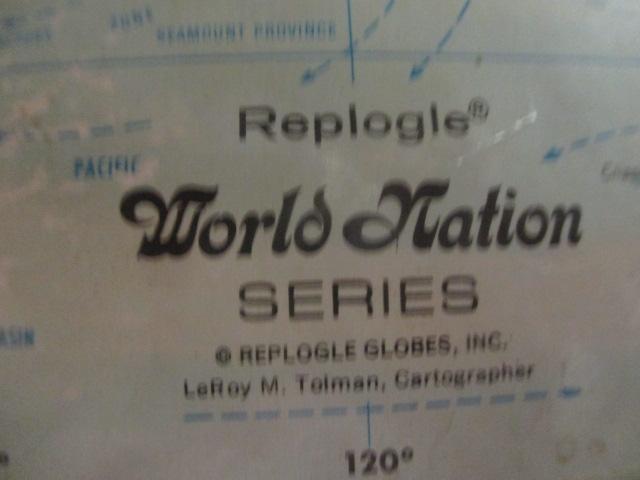 SEAMOUNT PROVINCE
Replogle®
PACIFIC
World Nation
SERIES
© REPLOGLE GLOBES, INC.
LeRoy M. Tolman, Cartographer
120°